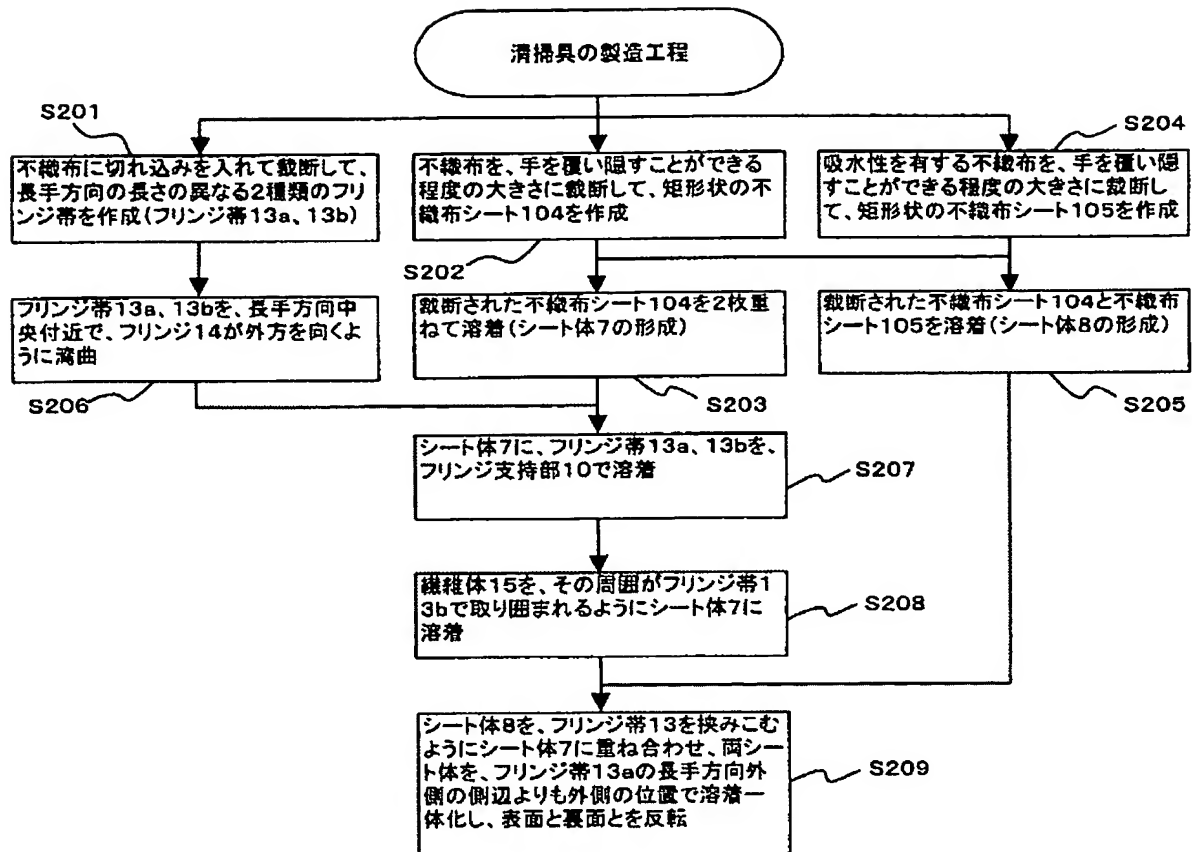 清掃具の製造工程
S201
不織布に切れ込みを入れて裁断して、
長手方向の長さの異なる2種類のフリ
ンジ帯を作成(フリンジ帯13a、13b)
不織布を、手を覆い隠すことができる
程度の大きさに裁断して、矩形状の不
織布シート104を作成
S202
S204
吸水性を有する不織布を、手を覆い隠
すことができる程度の大きさに裁断し
て、矩形状の不織布シート105を作成
フリンジ帯13a、13bを、長手方向中
央付近で、フリンジ14が外方を向くよ
うに湾曲
S206
裁断された不織布シート104を2枚重
ねて溶着(シート体7の形成)
S203
裁断された不織布シート104と不織布
シート105を溶着(シート体8の形成)
S205
シート体7に、フリンジ帯13a、13bを、
フリンジ支持部10で溶着
S207
繊維体15を、その周囲がフリンジ帯1
3bで取り囲まれるようにシート体7に
溶着
S208
シート体8を、フリンジ帯13を挟みこむ
ようにシート体7に重ね合わせ、両シー
ト体を、フリンジ帯13aの長手方向外
側の側辺よりも外側の位置で溶着一
体化し、表面と裏面とを反転
S209